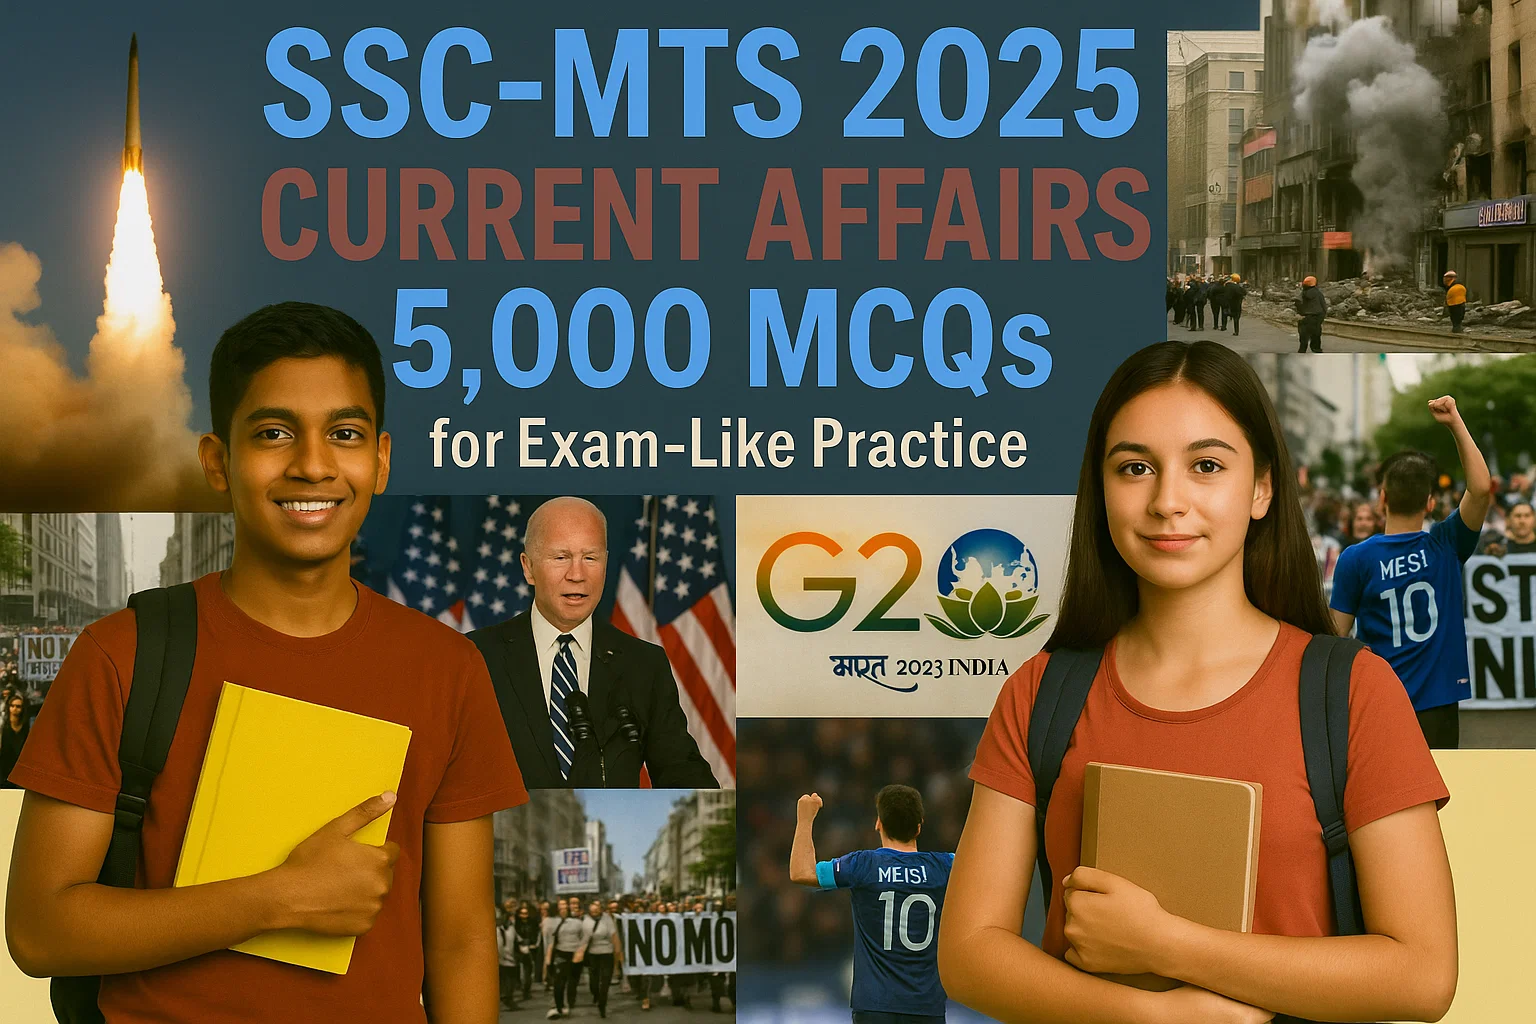 SSC-MTS 2025
CURRENT AFFAIRS
5,000 MCQs
for Exam-Like Practice
G20
भारत 2023 INDIA
MESI
10
NO
NO MO
MEISI
10